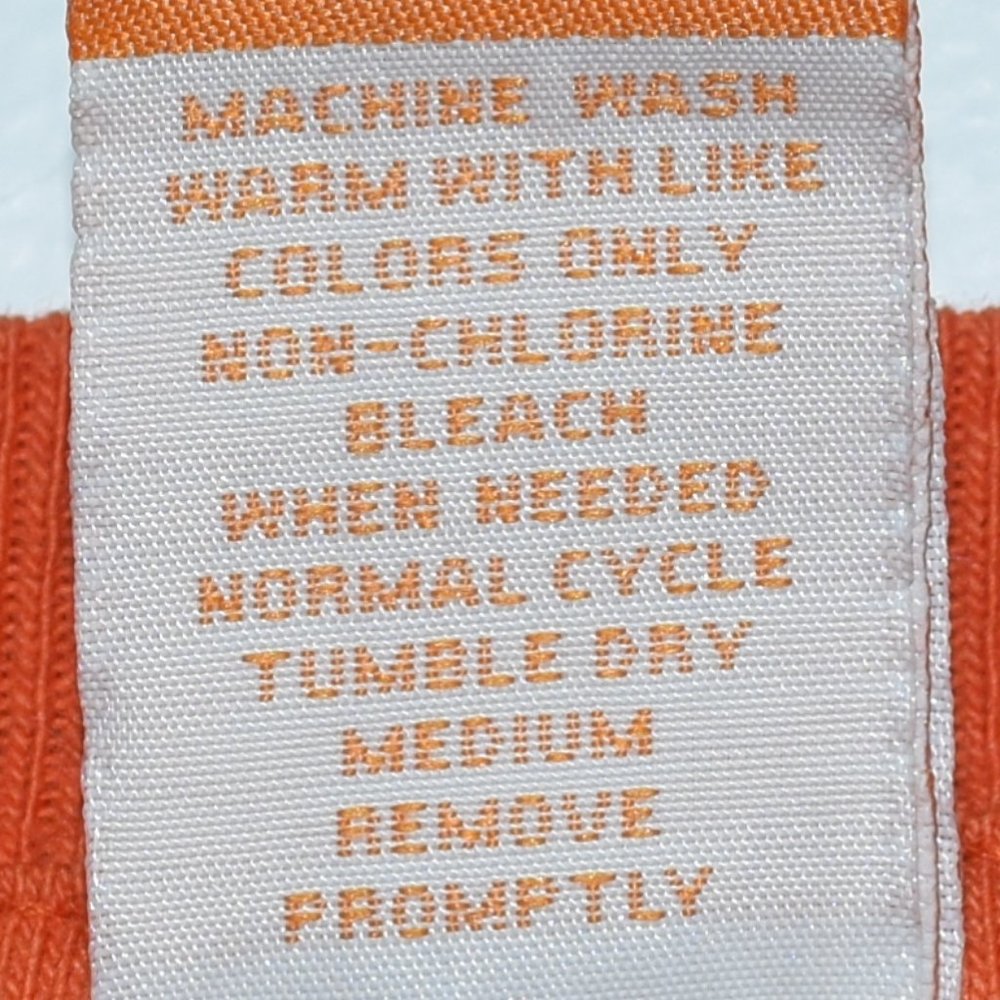 MACHINE WASH
WARM WITH LIKE
COLORS ONLY
NON-CHLORINE
BLEACH
WHEN NEEDED
NORMAL CYCLE
TUMBLE DRY
MEDIUM
REMOVE
PROMPTLY